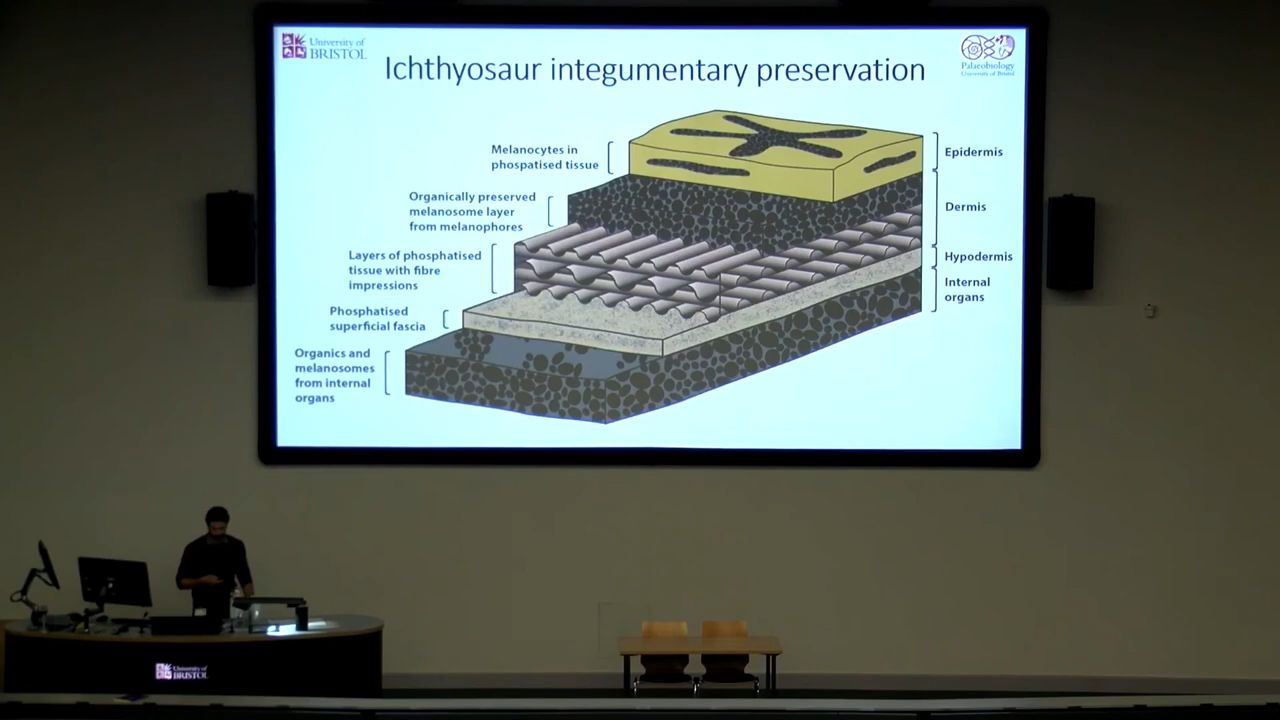 University of
BRISTOL
Ichthyosaur integumentary preservation
Palaeobiology
University of Bristol
Melanocytes in
phospatised tissue
Organically preserved
melanosome layer
from melanophores
Layers of phosphatised
tissue with fibre
impressions
Phosphatised
superficial fascia
Organics and
melanosomes
from internal
organs
Epidermis
Dermis
Hypodermis
Internal
organs
University of
BRISTOL